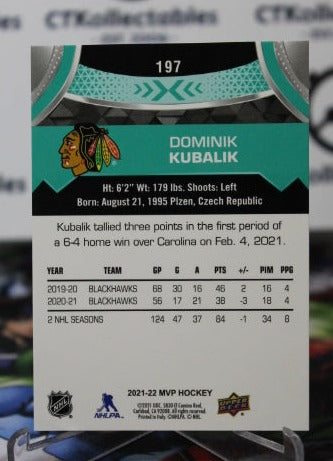 CTKollectables
197
DOMINIK
KUBALIK
Ht: 6'2" Wt: 179 lbs. Shoots: Left
Born: August 21, 1995 Plzen, Czech Republic
Kubalik tallied three points in the first period of
a 6-4 home win over Carolina on Feb. 4, 2021.
YEAR TEAM GP G A PTS +/- PIM PPG
2019-20 BLACKHAWKS 68 30 16 46 2 16 4
2020-21 BLACKHAWKS 56 17 21 38 -3 18 4
2 NHL SEASONS 124 47 37 84 -1 34 8
2021-22 MVP HOCKEY
NHL
NHLPA
UPPER DECK